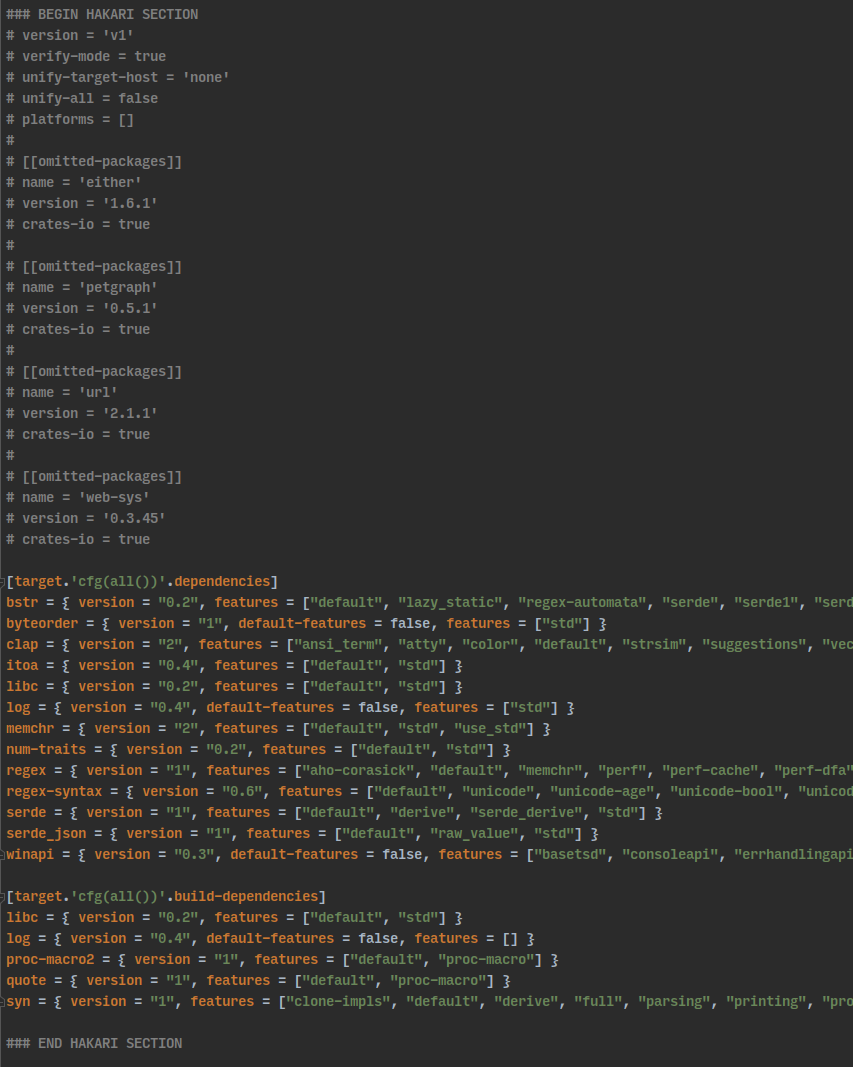 ### BEGIN HAKARI SECTION
# version = 'v1'
# verify-mode = true
# unify-target-host = 'none'
# unify-all = false
# platforms = []
#
# [[omitted-packages]]
# name = 'either'
# version = '1.6.1'
# crates-io = true
#
# [[omitted-packages]]
# name = 'petgraph'
# version = '0.5.1'
# crates-io = true
#
# [[omitted-packages]]
# name = 'url'
# version = '2.1.1'
# crates-io = true
#
# [[omitted-packages]]
# name = 'web-sys'
# version = '0.3.45'
# crates-io = true
[target.'cfg(all())'.dependencies]
bstr = { version = "0.2", features = ["default", "lazy_static", "regex-automata", "serde", "serde1", "serd
byteorder = { version = "1", default-features = false, features = ["std"] }
clap = { version = "2", features = ["ansi_term", "atty", "color", "default", "strsim", "suggestions", "vec
itoa = { version = "0.4", features = ["default", "std"] }
libc = { version = "0.2", features = ["default", "std"] }
log = { version = "0.4", default-features = false, features = ["std"] }
memchr = { version = "2", features = ["default", "std", "use_std"] }
num-traits = { version = "0.2", features = ["default", "std"] }
regex = { version = "1", features = ["aho-corasick", "default", "memchr", "perf", "perf-cache", "perf-dfa"
regex-syntax = { version = "0.6", features = ["default", "unicode", "unicode-age", "unicode-bool", "unicod
serde = { version = "1", features = ["default", "derive", "serde_derive", "std"] }
serde_json = { version = "1", features = ["default", "raw_value", "std"] }
winapi = { version = "0.3", default-features = false, features = ["basetsd", "consoleapi", "errhandlingapi
[target.'cfg(all())'.build-dependencies]
libc = { version = "0.2", features = ["default", "std"] }
log = { version = "0.4", default-features = false, features = [] }
proc-macro2 = { version = "1", features = ["default", "proc-macro"] }
quote = { version = "1", features = ["default", "proc-macro"] }
syn = { version = "1", features = ["clone-impls", "default", "derive", "full", "parsing", "printing", "pro
### END HAKARI SECTION